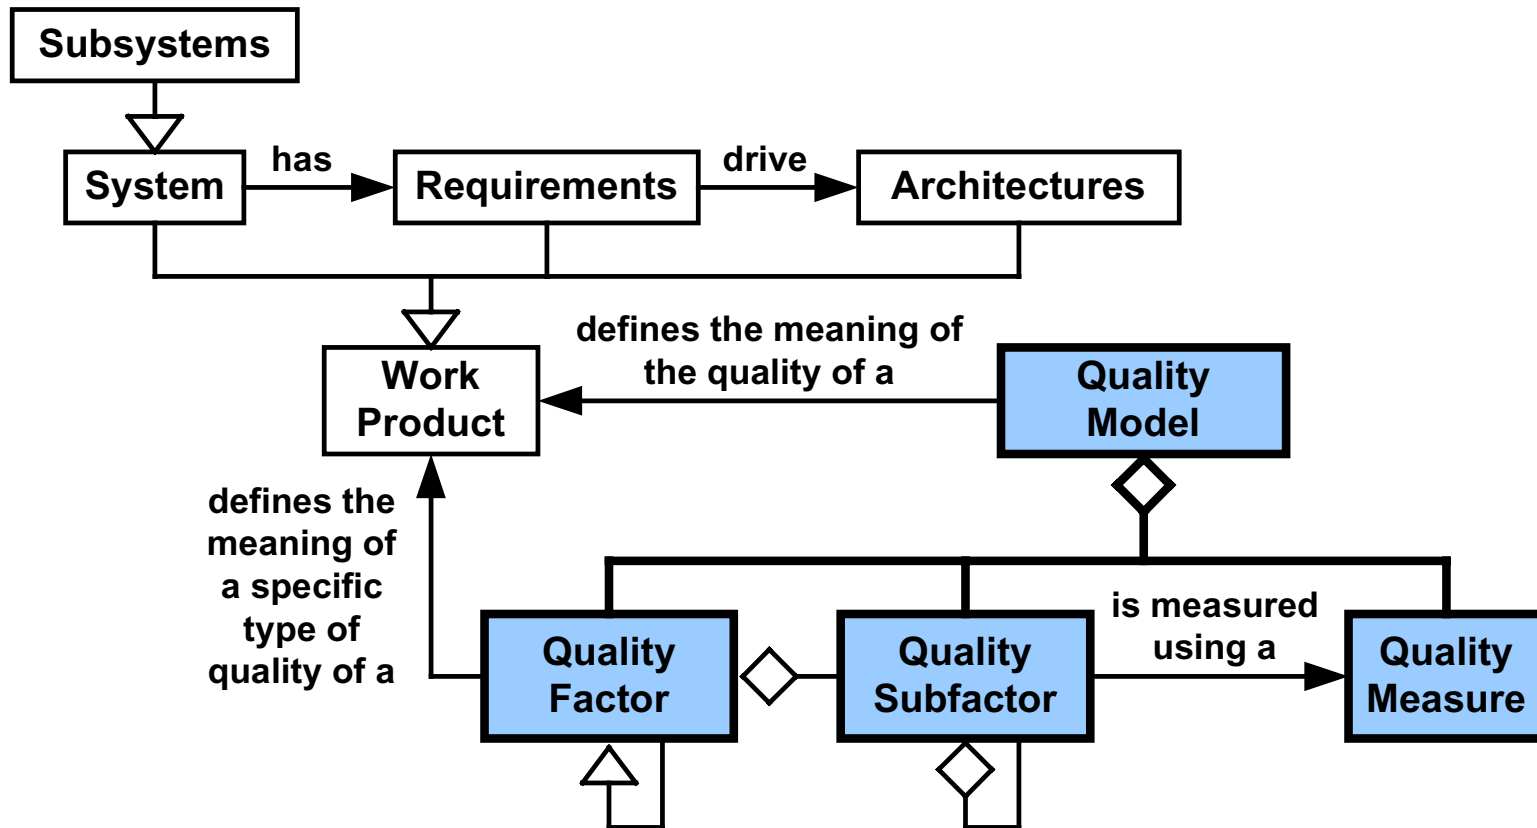 Subsystems
System
has
Requirements
drive
Architectures
Work
Product
defines the meaning of
the quality of a
Quality
Model
defines the
meaning of
a specific
type of
quality of a
Quality
Factor
Quality
Subfactor
is measured
using a
Quality
Measure